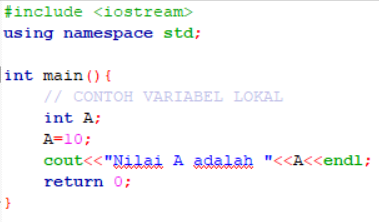 #include <iostream>
using namespace std;
int main(){
// CONTOH VARIABEL LOKAL
int A;
A=10;
cout<<"Nilai A adalah "<<A<<endl;
return 0;
}